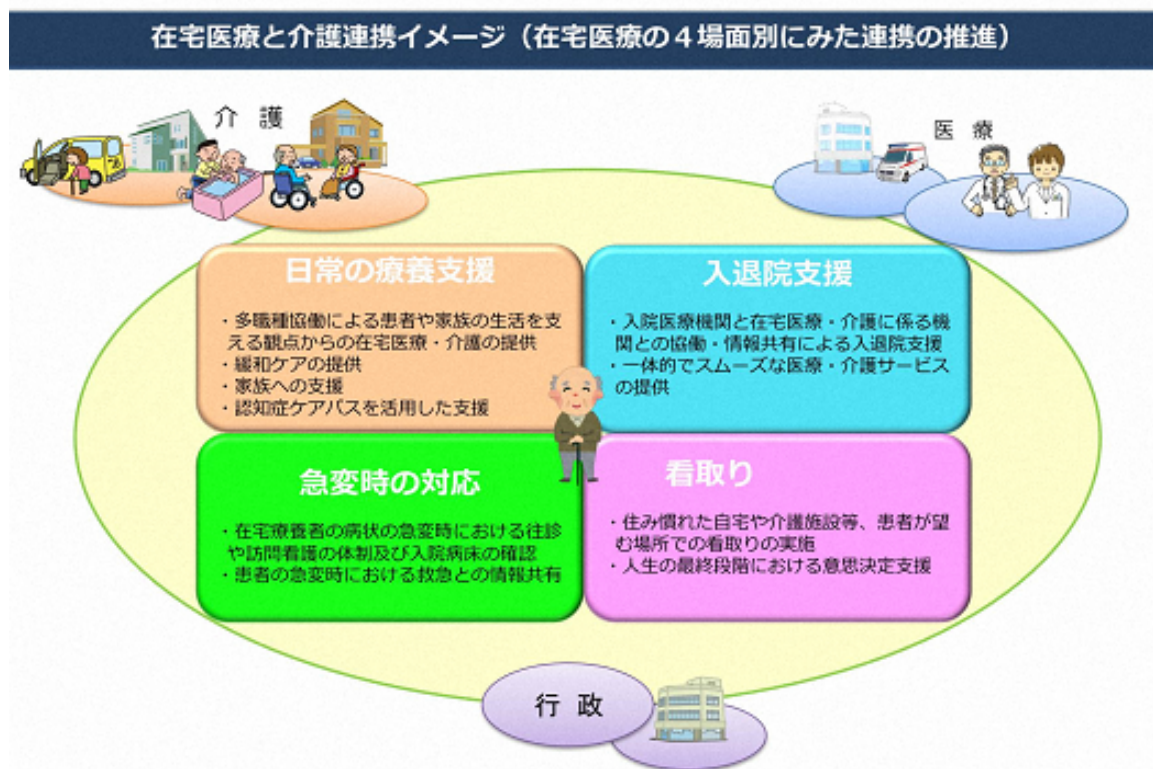 在宅医療と介護連携イメージ（在宅医療の４場面別にみた連携の推進）
介 護
医 療
日常の療養支援
・多職種協働による患者や家族の生活を支
える観点からの在宅医療・介護の提供
・緩和ケアの提供
・家族への支援
・認知症ケアパスを活用した支援
入退院支援
・入院医療機関と在宅医療・介護に係る機
関との協働・情報共有による入退院支援
・一体的でスムーズな医療・介護サービス
の提供
急変時の対応
・在宅療養者の病状の急変時における往診
や訪問看護の体制及び入院病床の確認
・患者の急変時における救急との情報共有
看取り
・住み慣れた自宅や介護施設等、患者が望
む場所での看取りの実施
・人生の最終段階における意思決定支援
行 政